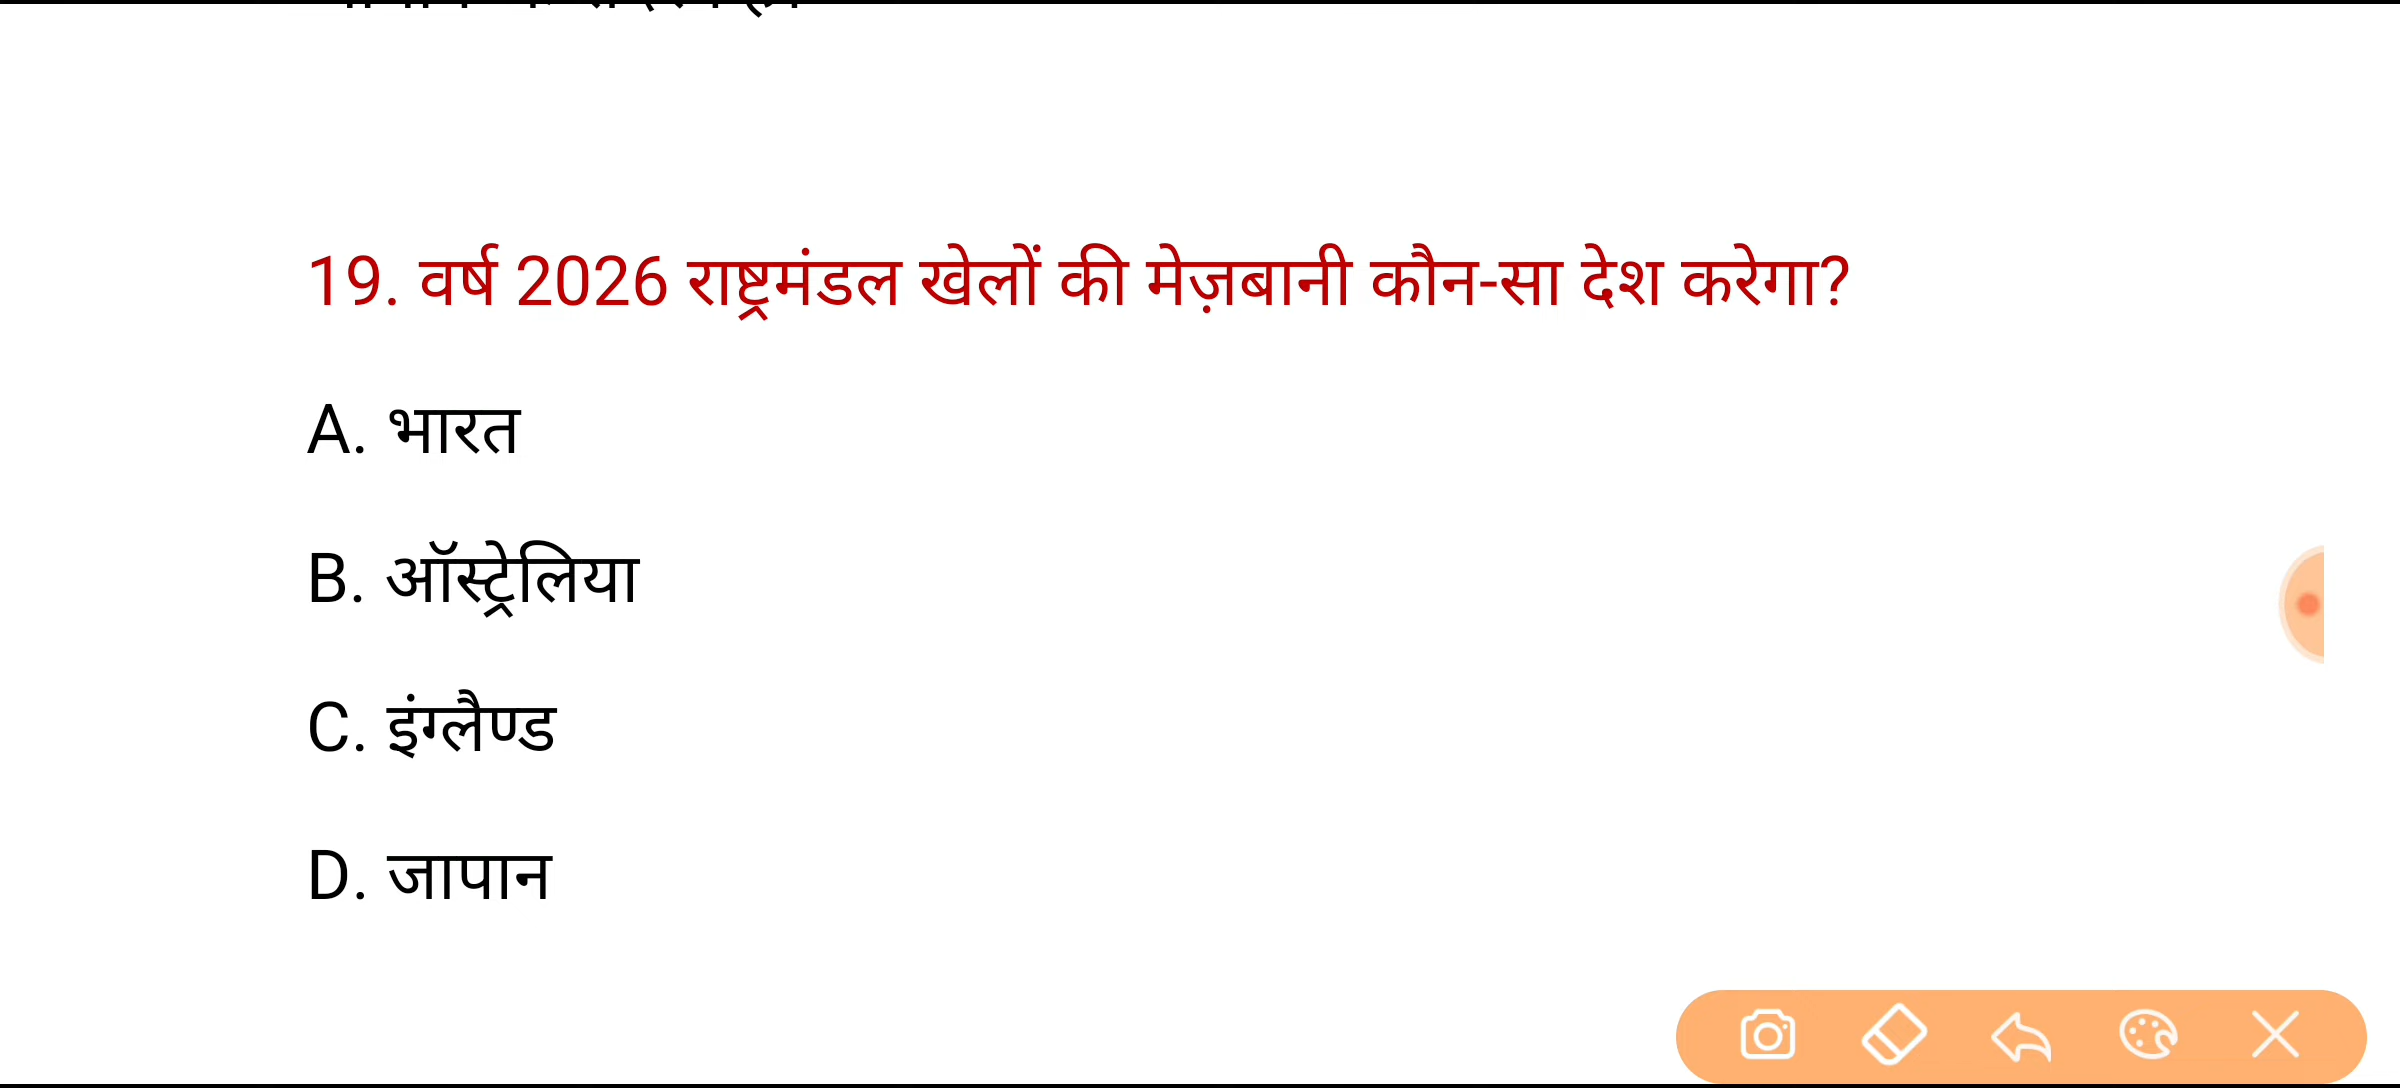 19. वर्ष 2026 राष्ट्रमंडल खेलों की मेज़बानी कौन-सा देश करेगा?
A. भारत
B. ऑस्ट्रेलिया
C. इंग्लैण्ड
D. जापान